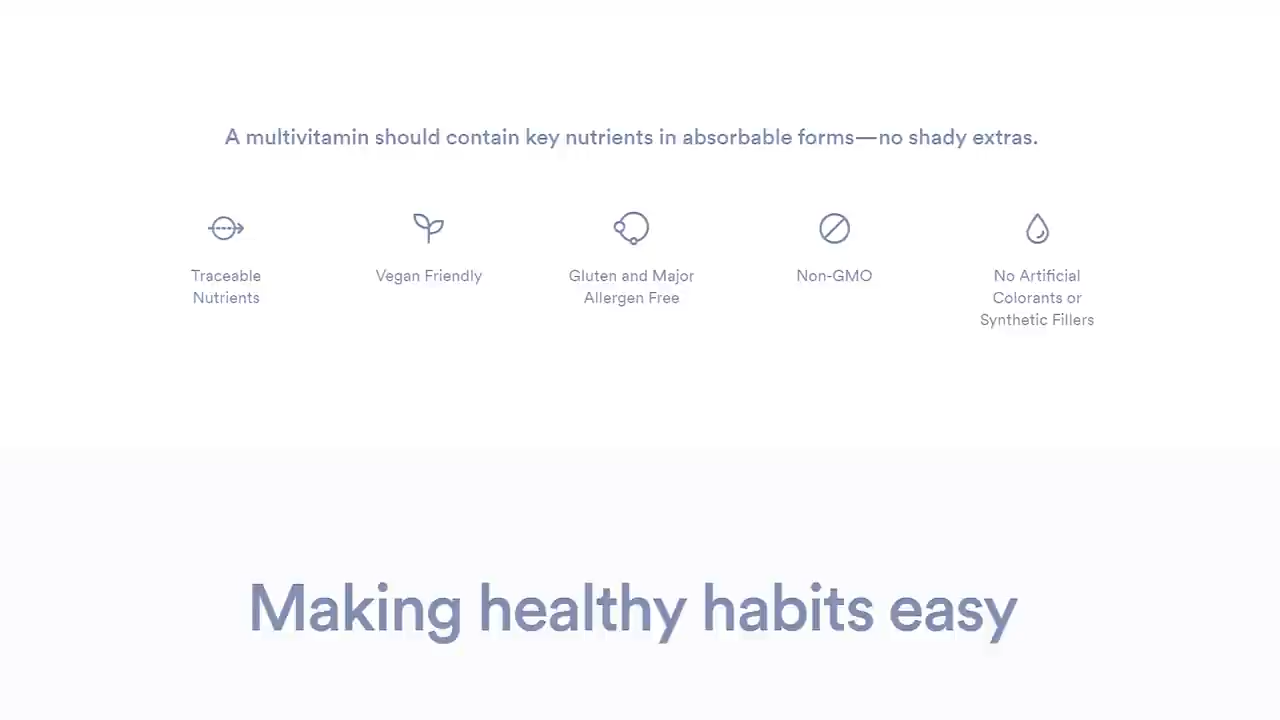 A multivitamin should contain key nutrients in absorbable forms—no shady extras.
Traceable
Nutrients
Vegan Friendly
Gluten and Major
Allergen Free
Non-GMO
No Artificial
Colorants or
Synthetic Fillers
Making healthy habits easy